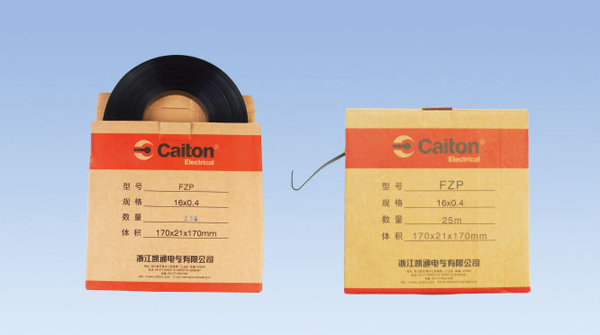 Caiton
Electrical
型号 FZP
规格 16x0.4
数量
体积 170x21x170mm
浙江凯通电专有限公司
Caiton
Electrical
型号 FZP
规格 16x0.4
数量 25m
体积 170x21x170mm
浙江凯通电专有限公司